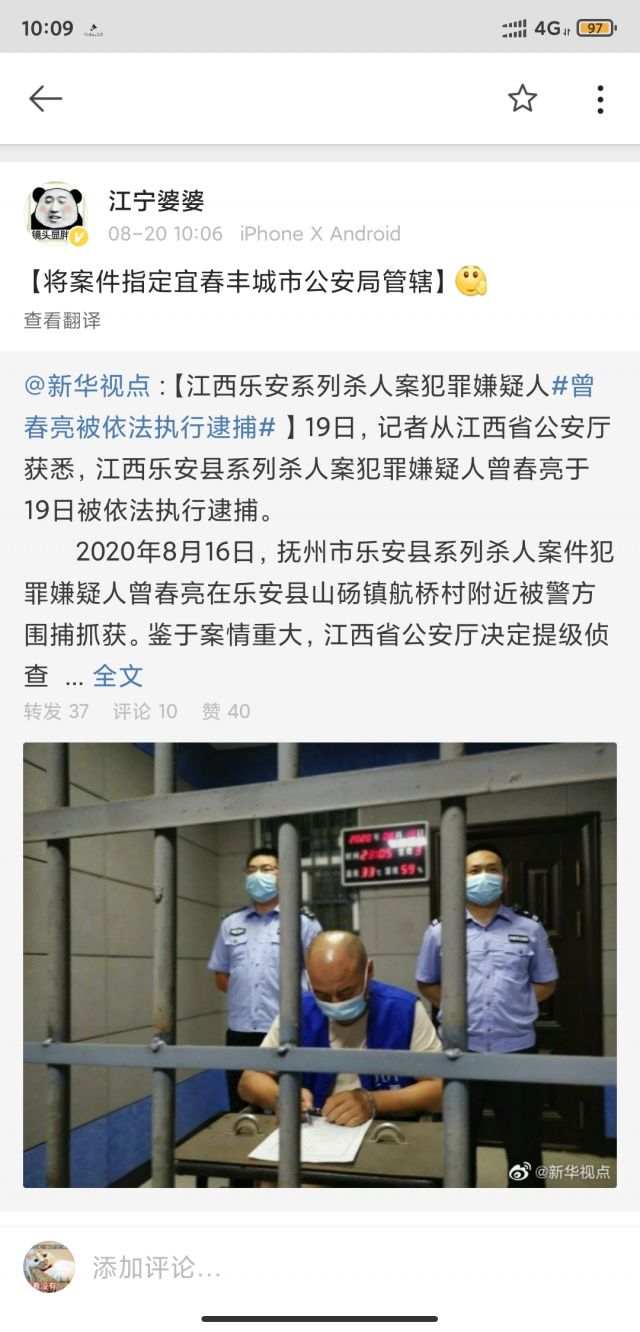 10:09
4G
97
江宁婆婆
镜头显胖
08-20 10:06 iPhone X Android
【将案件指定宜春丰城市公安局管辖】
查看翻译
@新华视点:【江西乐安系列杀人案犯罪嫌疑人#曾
春亮被依法执行逮捕#】19日,记者从江西省公安厅
获悉,江西乐安县系列杀人案犯罪嫌疑人曾春亮于
19日被依法执行逮捕。
2020年8月16日,抚州市乐安县系列杀人案件犯
罪嫌疑人曾春亮在乐安县山砀镇航桥村附近被警方
围捕抓获。鉴于案情重大,江西省公安厅决定提级侦
查 ... 全文
转发 37 评论 10 赞 40
23:05
33℃ 59%
@新华视点
添加评论...